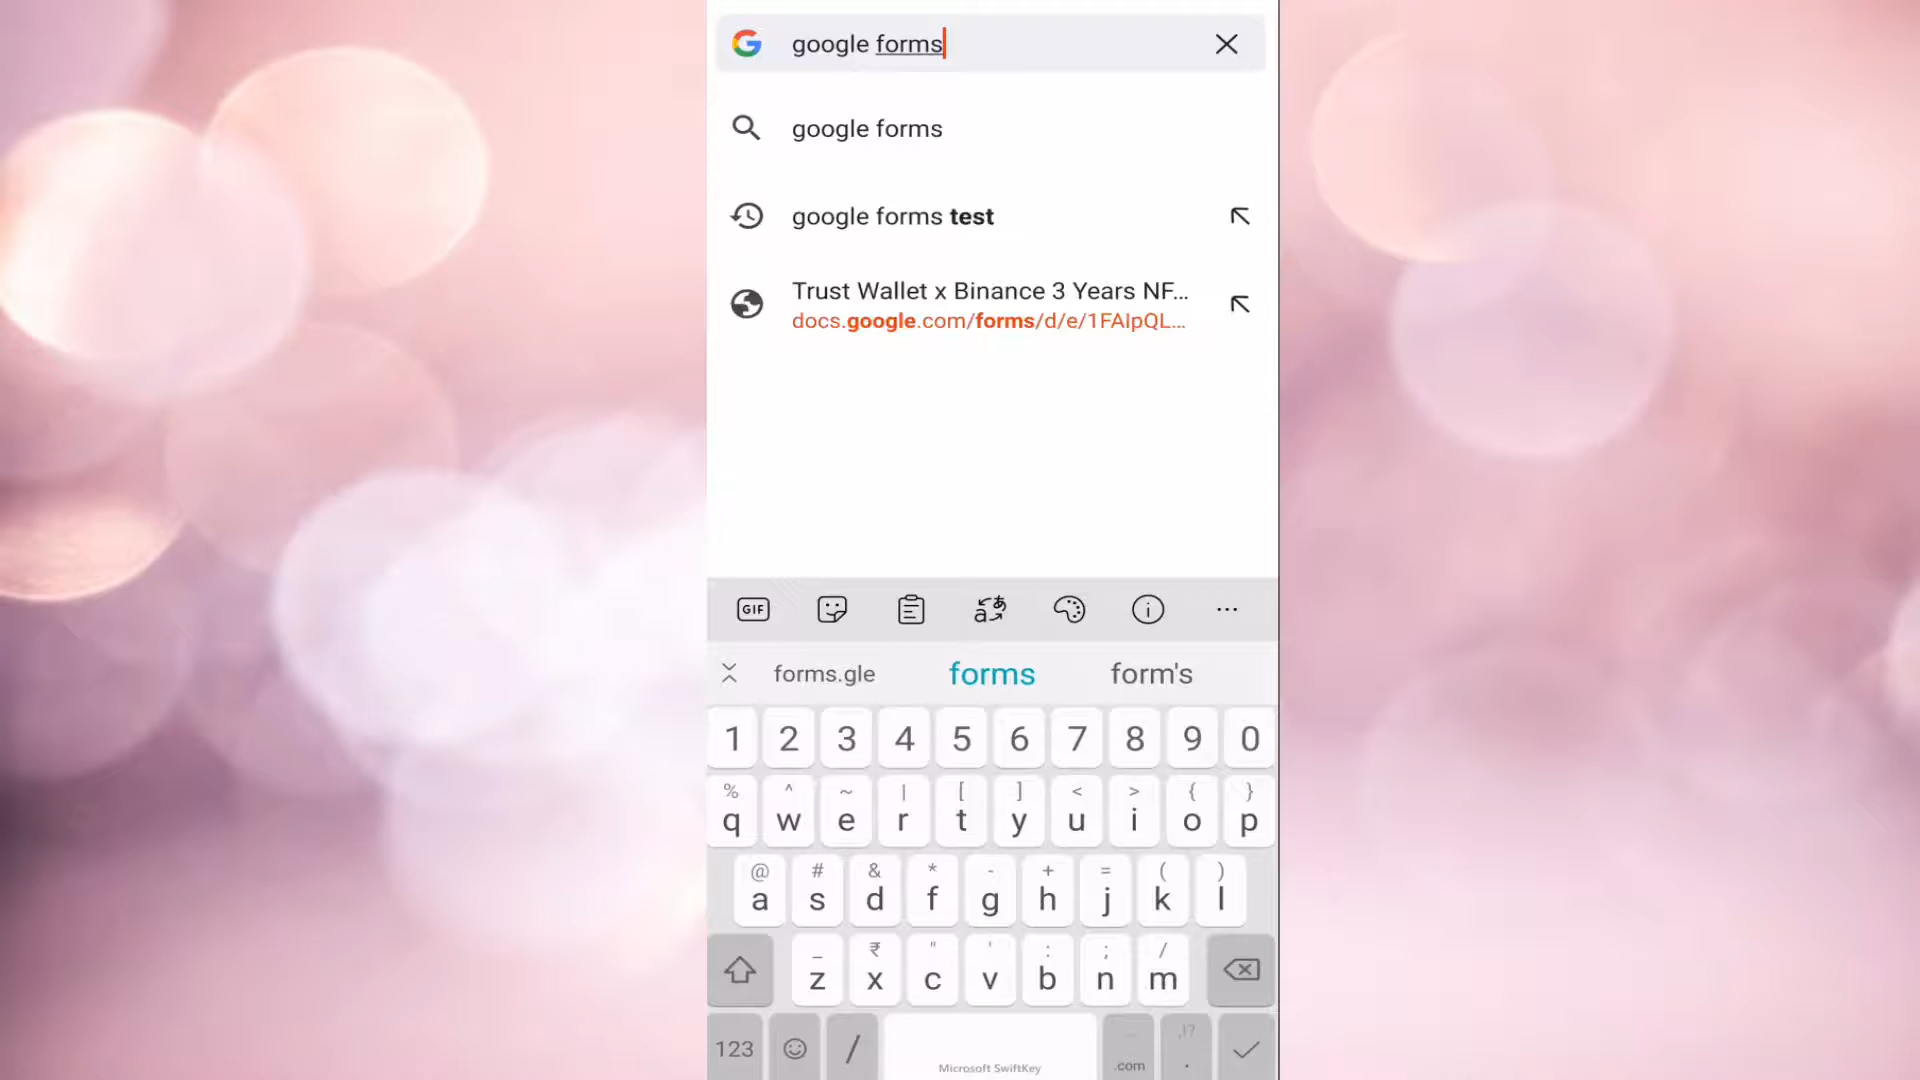 google forms
google forms
google forms test
Trust Wallet x Binance 3 Years NF...
docs.google.com/forms/d/e/1FAIpQL...
GIF
forms.gle forms form's
1 2 3 4 5 6 7 8 9 0
% ^ ~ | [ ] < > { }
q w e r t y u i o p
@ # & * - + = ( )
a s d f g h j k l
_ ₹ " ' : ; /
z x c v b n m
,!?
123 / .com .
Microsoft SwiftKey